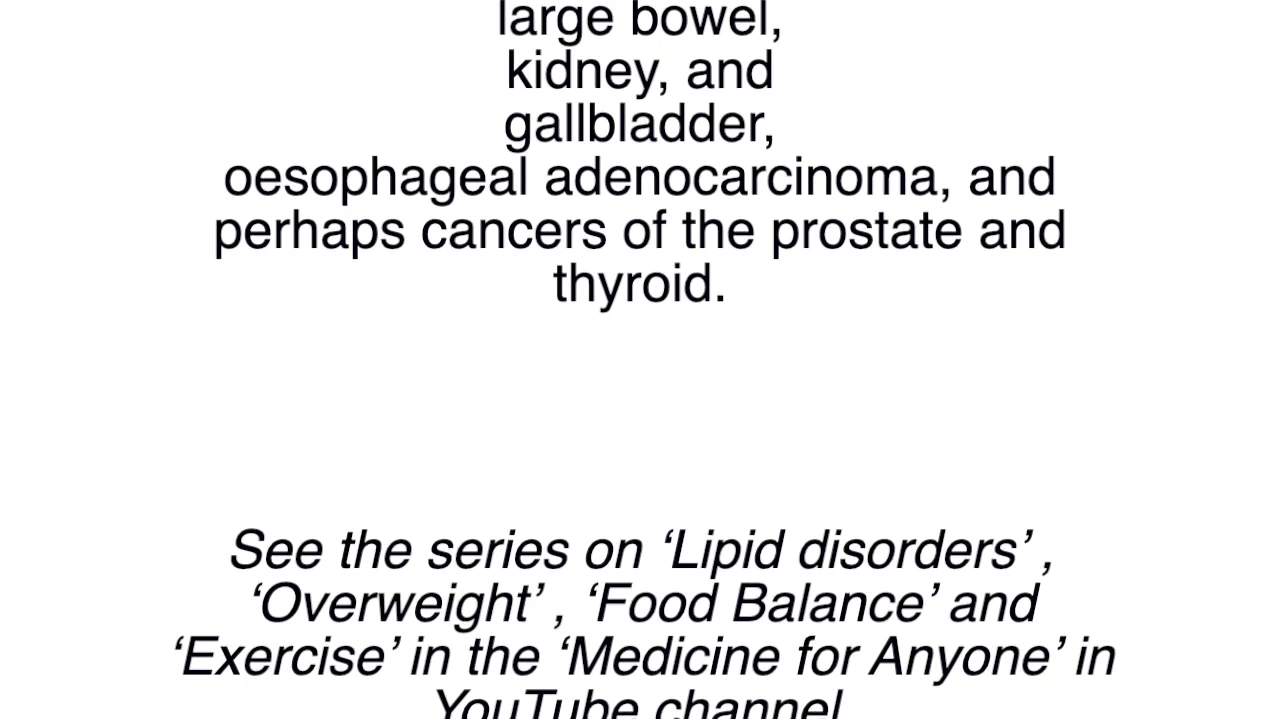 large bowel,
kidney, and
gallbladder,
oesophageal adenocarcinoma, and
perhaps cancers of the prostate and
thyroid.
See the series on ‘Lipid disorders’ ,
‘Overweight’ , ‘Food Balance’ and
‘Exercise’ in the ‘Medicine for Anyone’ in
YouTube channel